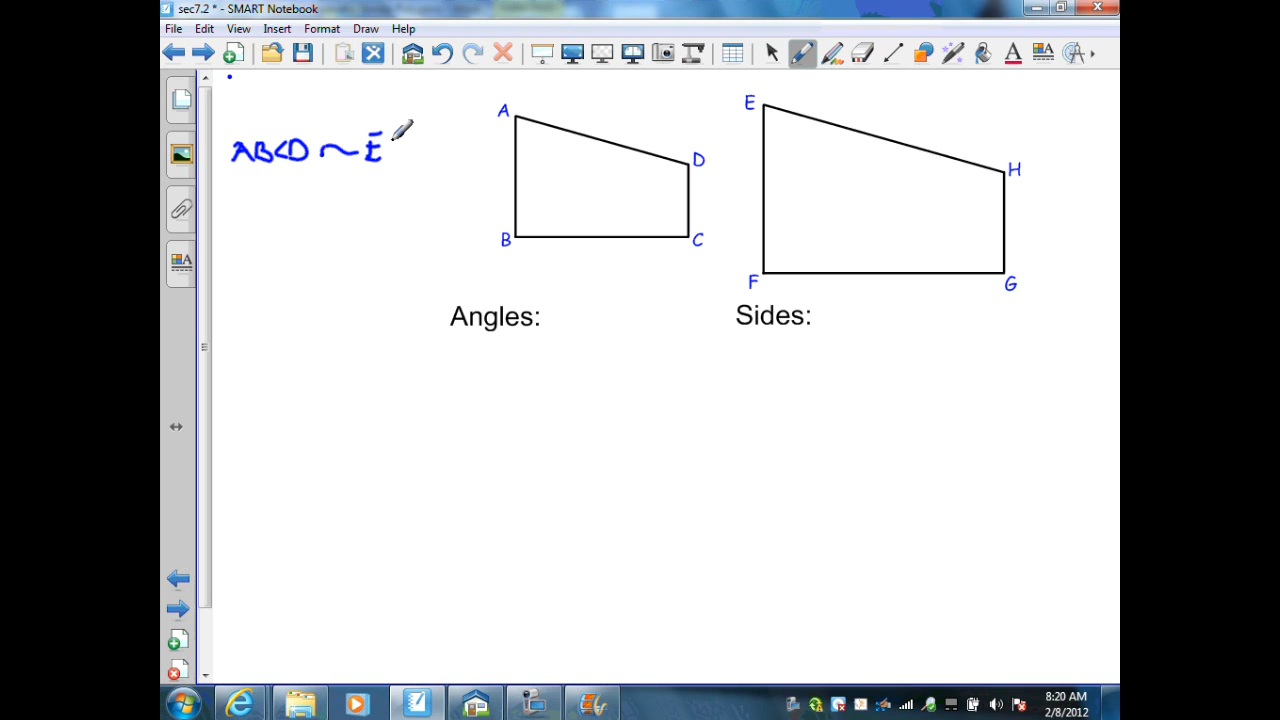 sec7.2 * - SMART Notebook
File Edit View Insert Format Draw Help
ABCD ~ E
A
D
B
C
E
H
F
G
Angles:
Sides:
8:20 AM
2/8/2012